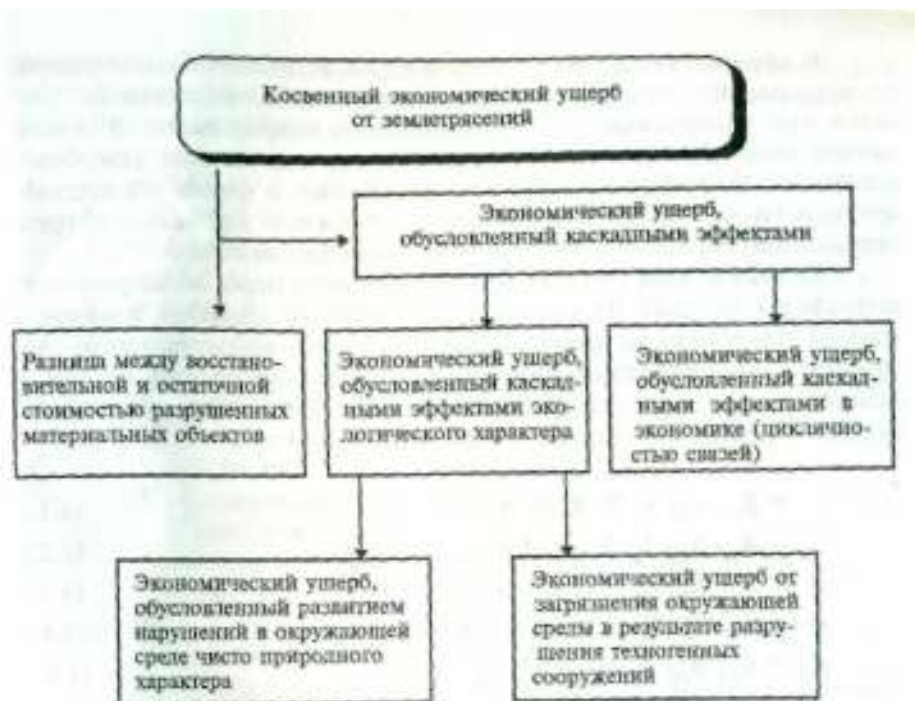 Косвенный экономический ущерб
от землетрясений
Экономический ущерб,
обусловленный каскадными эффектами
Разница между восстано-
вительной и остаточной
стоимостью разрушенных
материальных объектов
Экономический ущерб,
обусловленный каскад-
ными эффектами эко-
логического характера
Экономический ущерб,
обусловленный каскад-
ными эффектами в
экономике (циклично-
стью связей)
Экономический ущерб,
обусловленный развитием
нарушений в окружающей
среде чисто природного
характера
Экономический ущерб от
загрязнения окружающей
среды в результате разру-
шения техногенных
сооружений